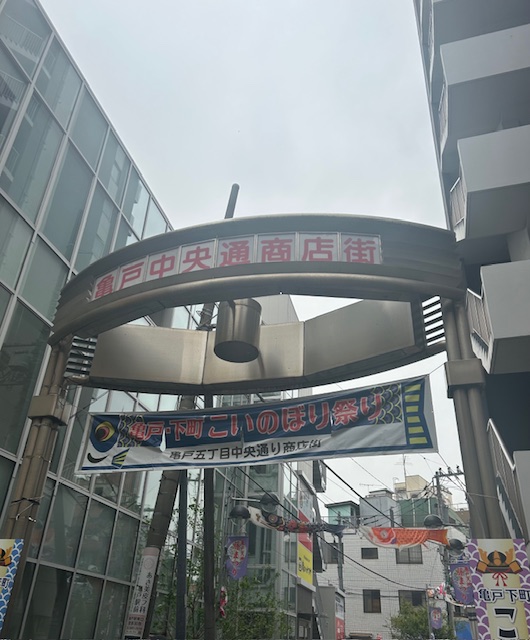 亀戸中央通商店街
亀戸・下町こいのぼり祭り
亀戸五丁目中央通り商店街
亀戸下町
こ